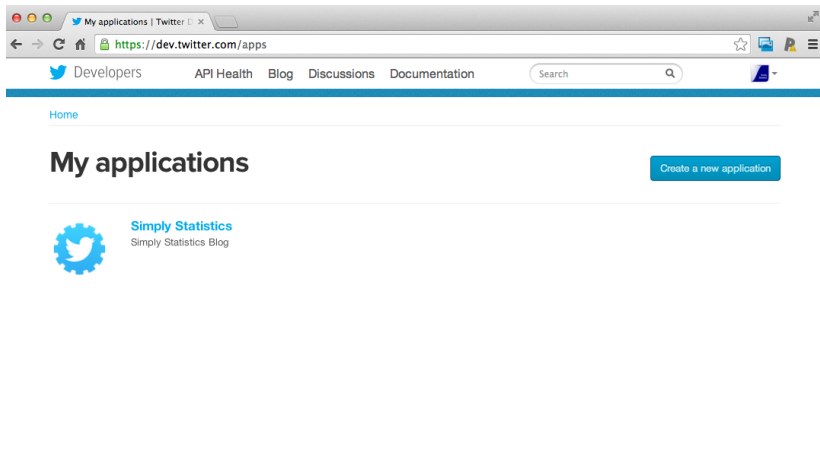 My applications | Twitter D
https://dev.twitter.com/apps
Developers API Health Blog Discussions Documentation Search
Home
My applications
Create a new application
Simply Statistics
Simply Statistics Blog